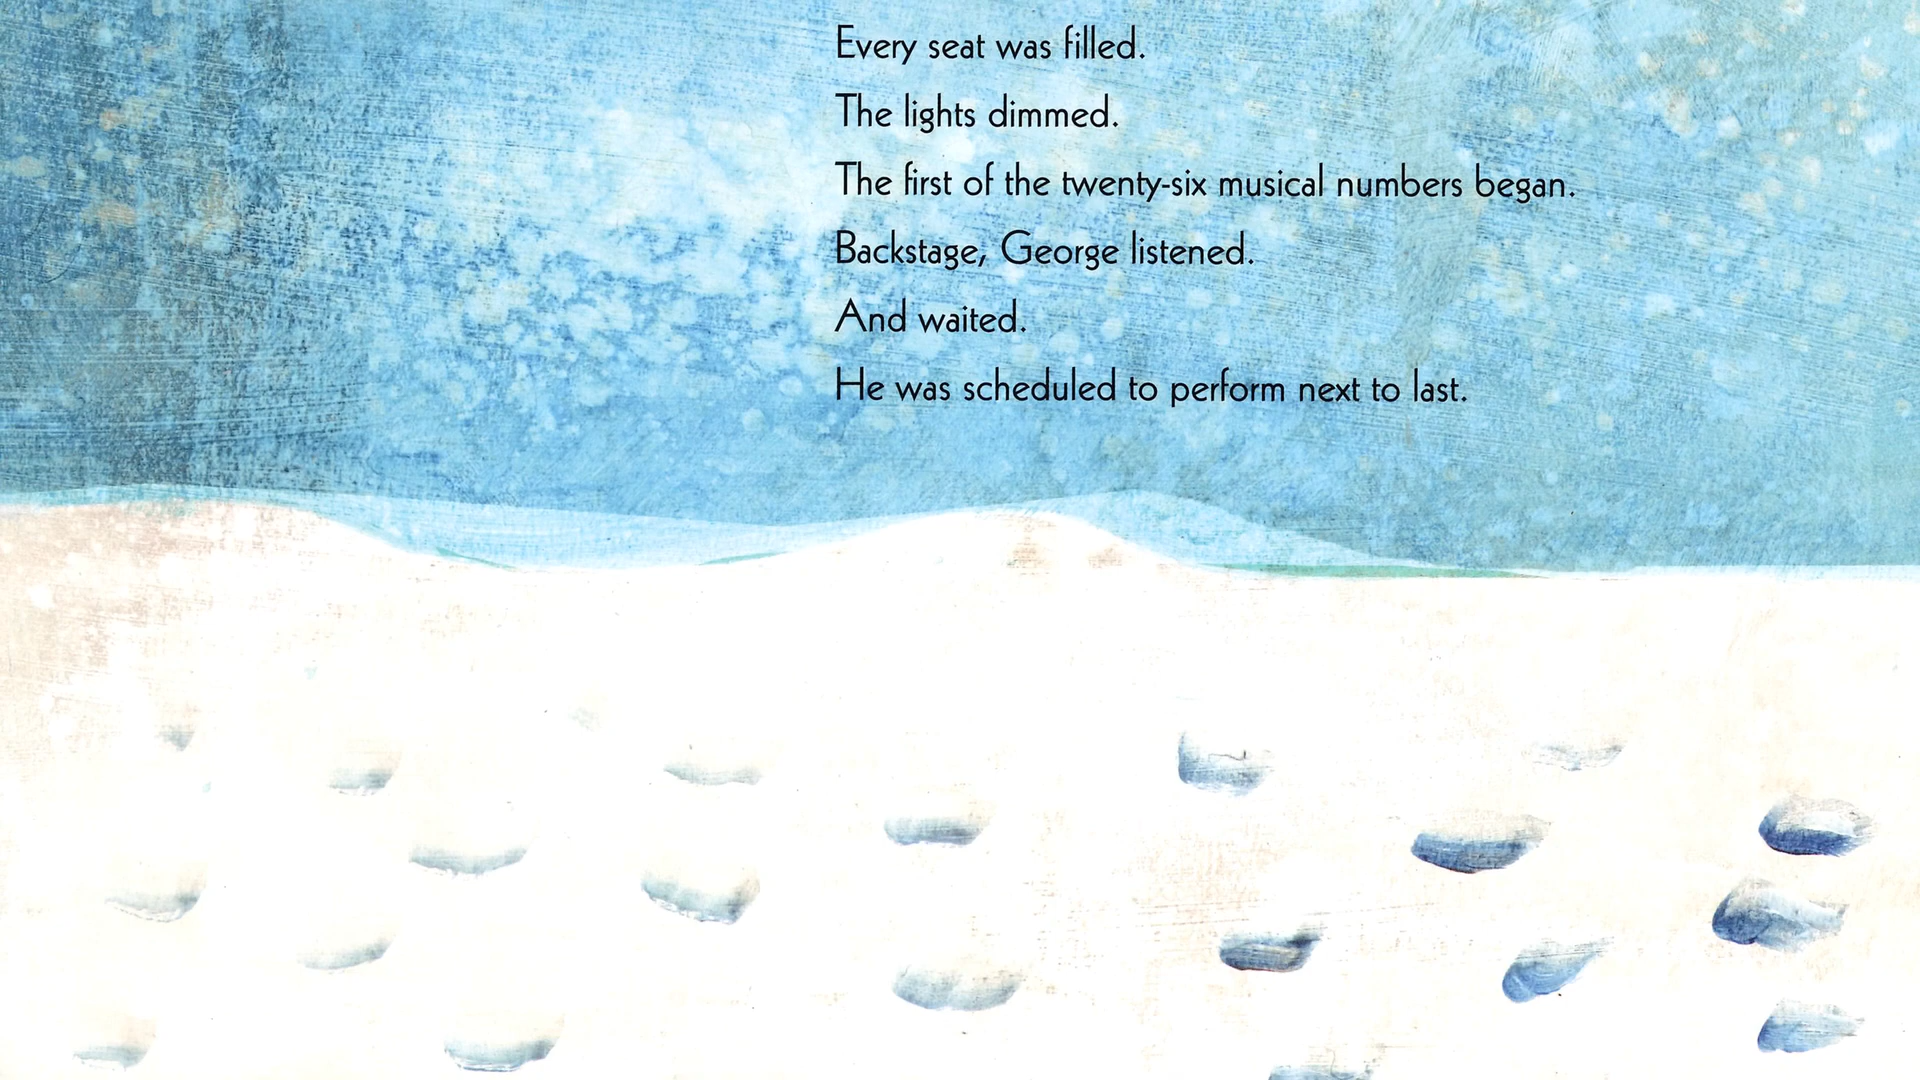 Every seat was filled.
The lights dimmed.
The first of the twenty-six musical numbers began.
Backstage, George listened.
And waited.
He was scheduled to perform next to last.